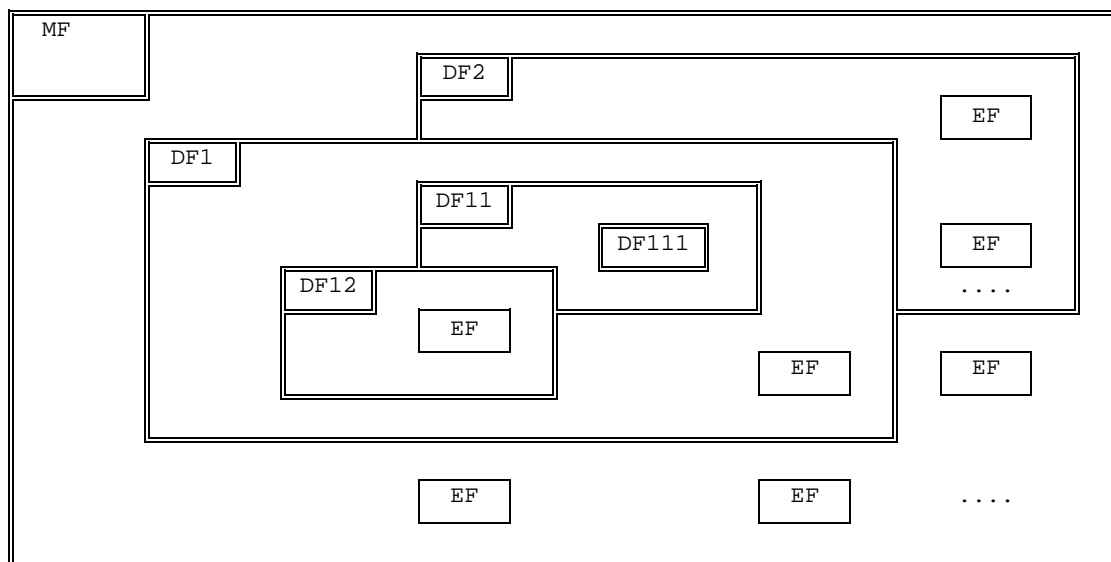 MF
DF2
EF
DF1
DF11
DF111
EF
DF12
....
EF
EF
EF
EF
EF
....